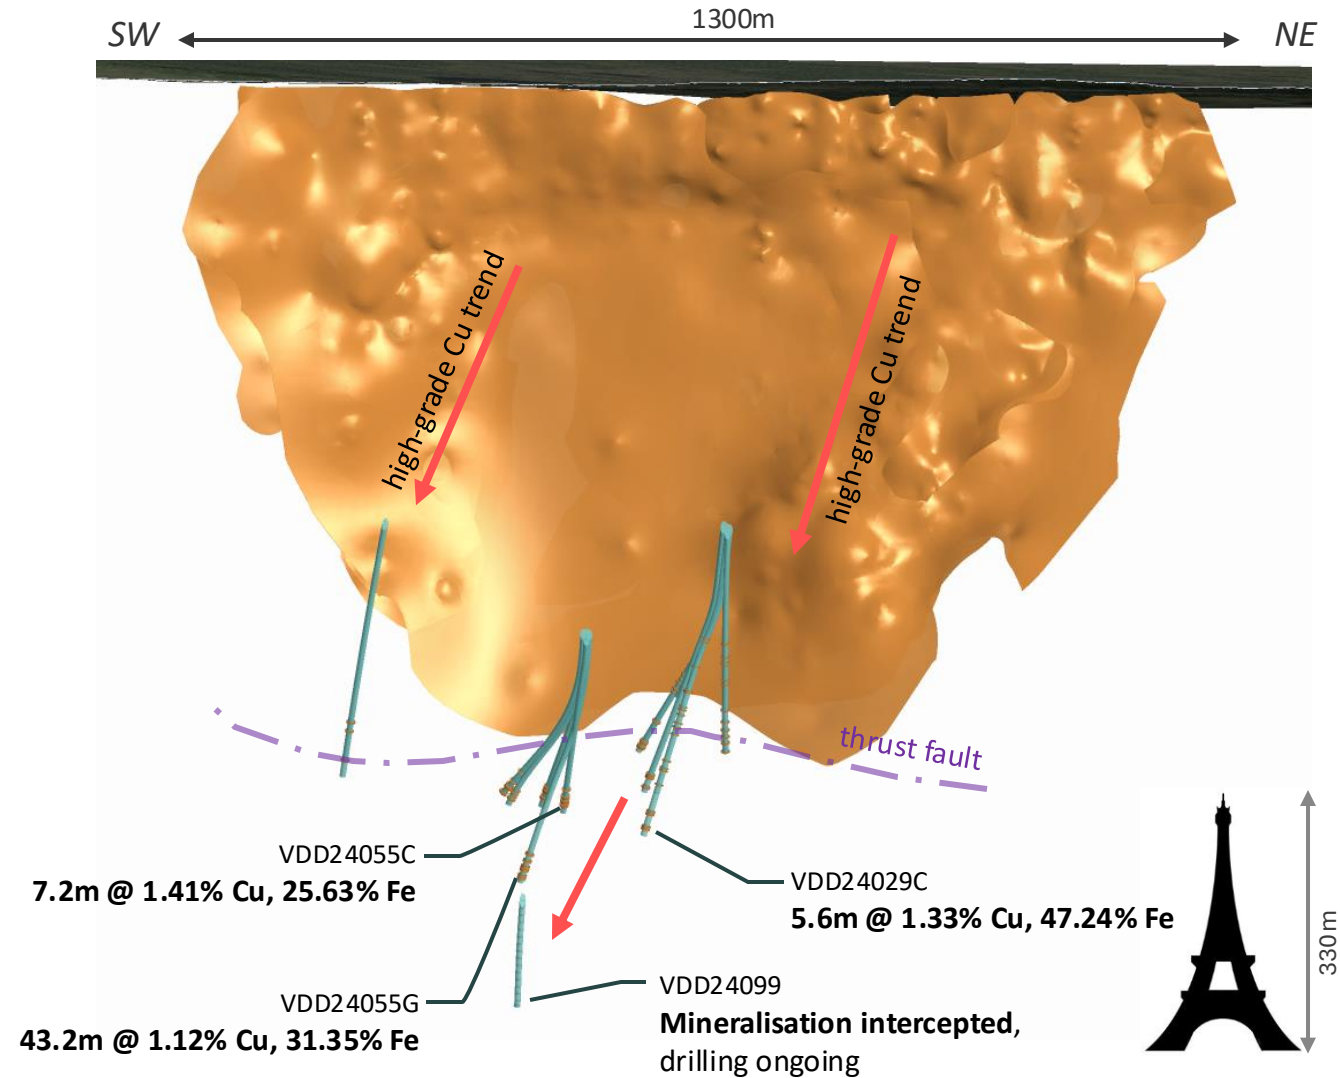 1300m
SW
NE
high-grade Cu trend
high-grade Cu trend
thrust fault
VDD24055C
7.2m @ 1.41% Cu, 25.63% Fe
VDD24029C
5.6m @ 1.33% Cu, 47.24% Fe
330m
VDD24055G
43.2m @ 1.12% Cu, 31.35% Fe
VDD24099
Mineralisation intercepted,
drilling ongoing